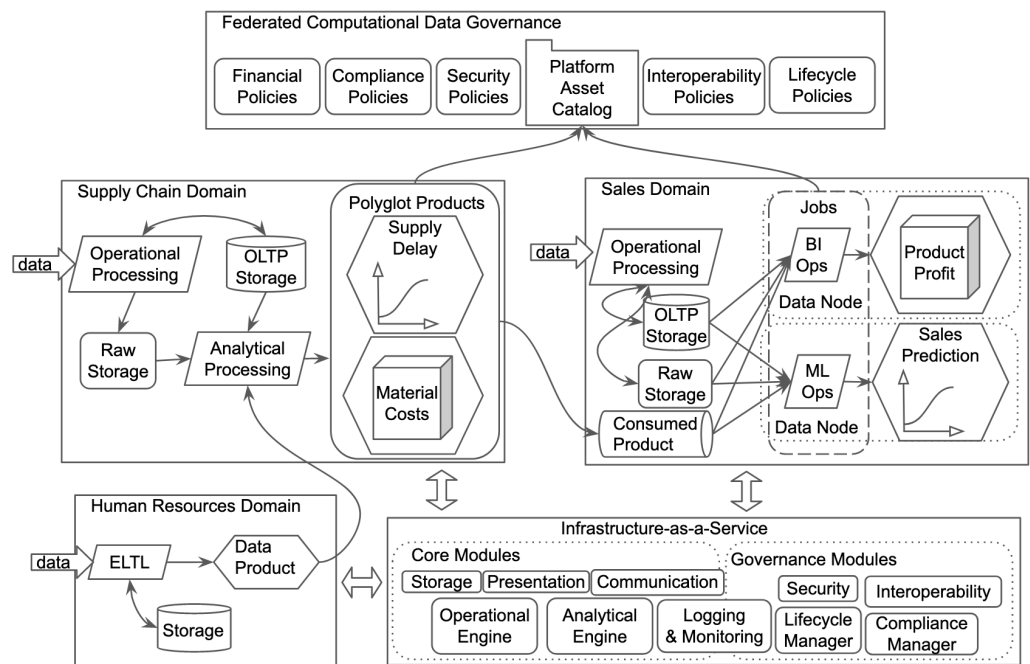 Federated Computational Data Governance
Financial
Policies
Compliance
Policies
Security
Policies
Platform
Asset
Catalog
Interoperability
Policies
Lifecycle
Policies
Supply Chain Domain
data
Operational
Processing
OLTP
Storage
Raw
Storage
Analytical
Processing
Polyglot Products
Supply
Delay
Material
Costs
Sales Domain
data
Operational
Processing
OLTP
Storage
Raw
Storage
Consumed
Product
Jobs
BI
Ops
Data Node
ML
Ops
Data Node
Product
Profit
Sales
Prediction
Human Resources Domain
data
ELTL
Data
Product
Storage
Infrastructure-as-a-Service
Core Modules
Storage
Presentation
Communication
Operational
Engine
Analytical
Engine
Logging
& Monitoring
Governance Modules
Security
Interoperability
Lifecycle
Manager
Compliance
Manager